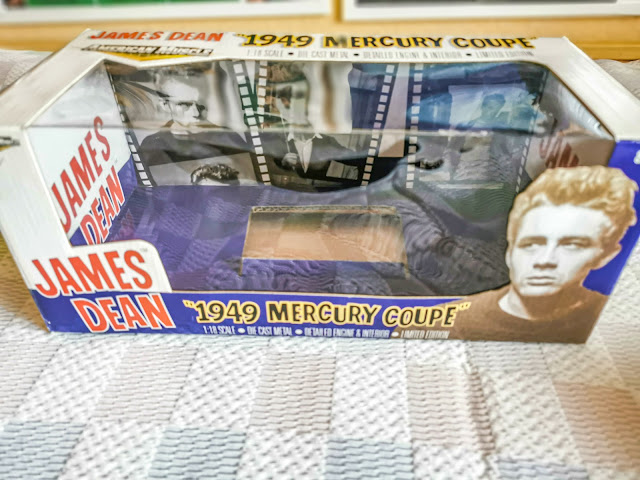 JAMES DEAN "1949 MERCURY COUPE"
AMERICAN MUSCLE 1:18 SCALE • DIE CAST METAL • DETAILED ENGINE & INTERIOR • LIMITED EDITION
JAMES
DEAN
JAMES™
DEAN
"1949 MERCURY COUPE"
1:18 SCALE • DIE CAST METAL • DETAILED ENGINE & INTERIOR • LIMITED EDITION